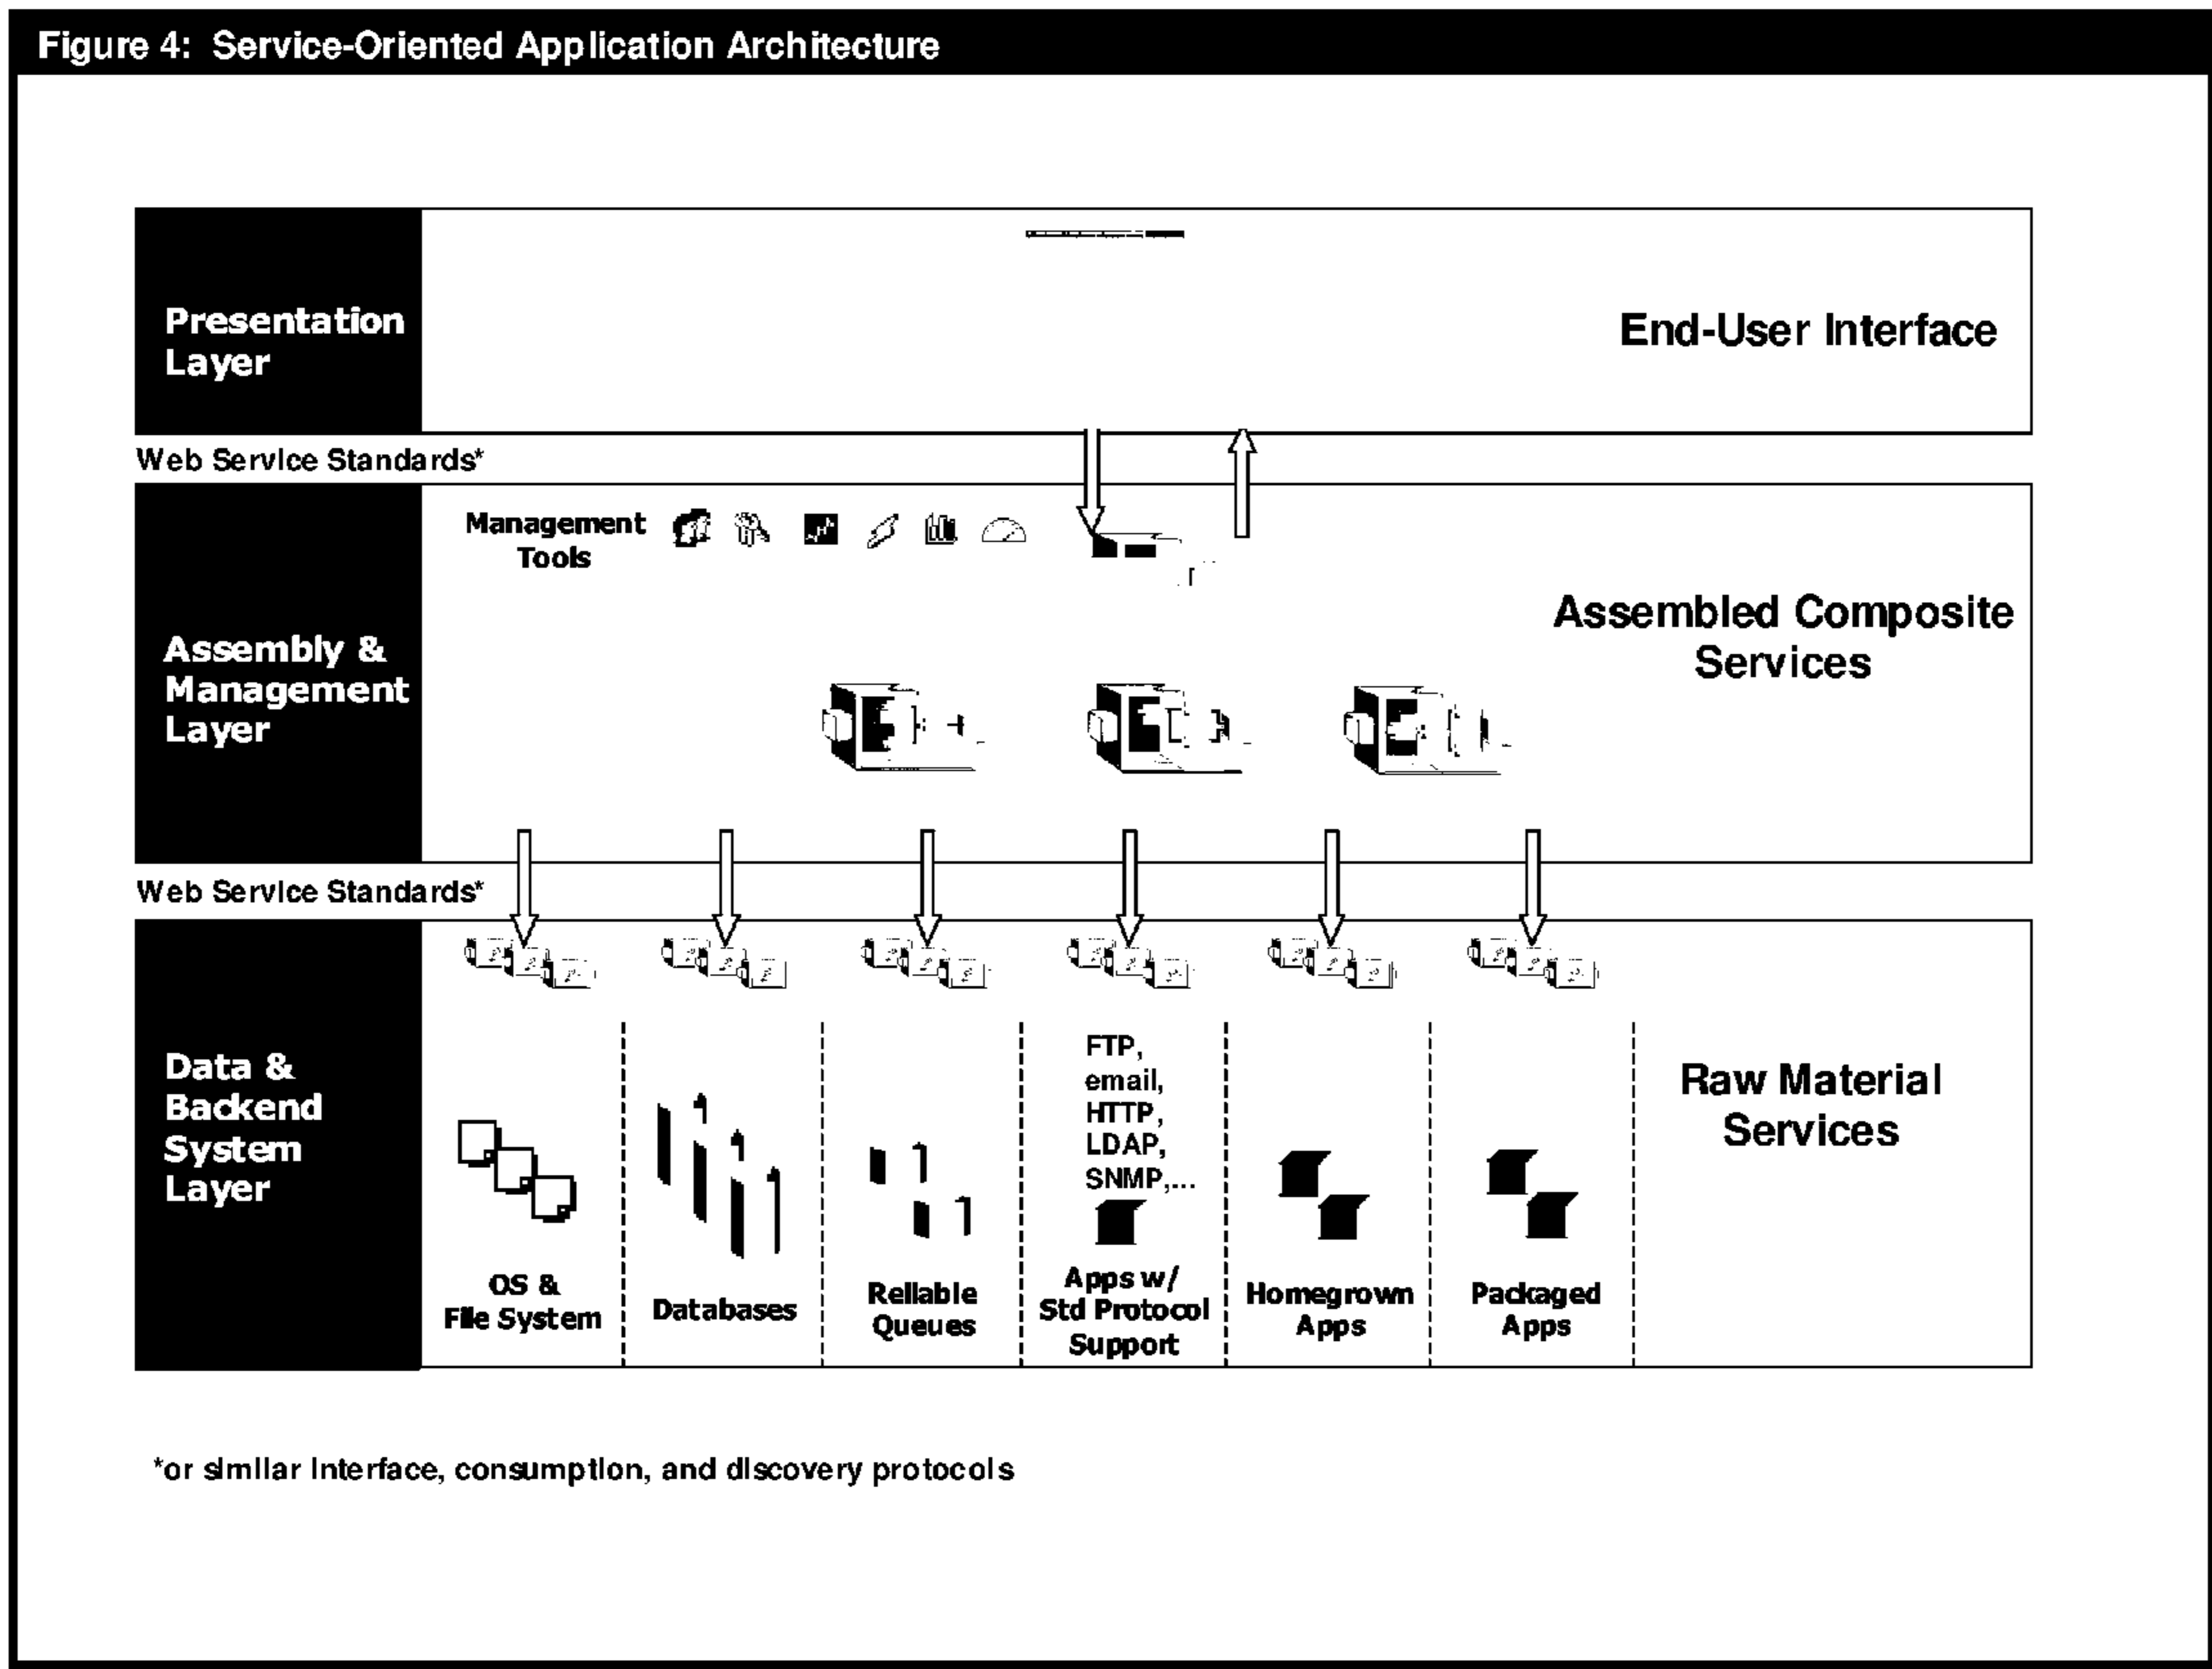 Figure 4: Service-Oriented Application Architecture
Presentation
Layer
End-User Interface
Web Service Standards*
Management
Tools
Assembly &
Management
Layer
Assembled Composite
Services
Web Service Standards*
Data &
Backend
System
Layer
FTP,
email,
HTTP,
LDAP,
SNMP,...
Raw Material
Services
OS &
File System
Databases
Reliable
Queues
Apps w/
Std Protocol
Support
Homegrown
Apps
Packaged
Apps
*or similar interface, consumption, and discovery protocols